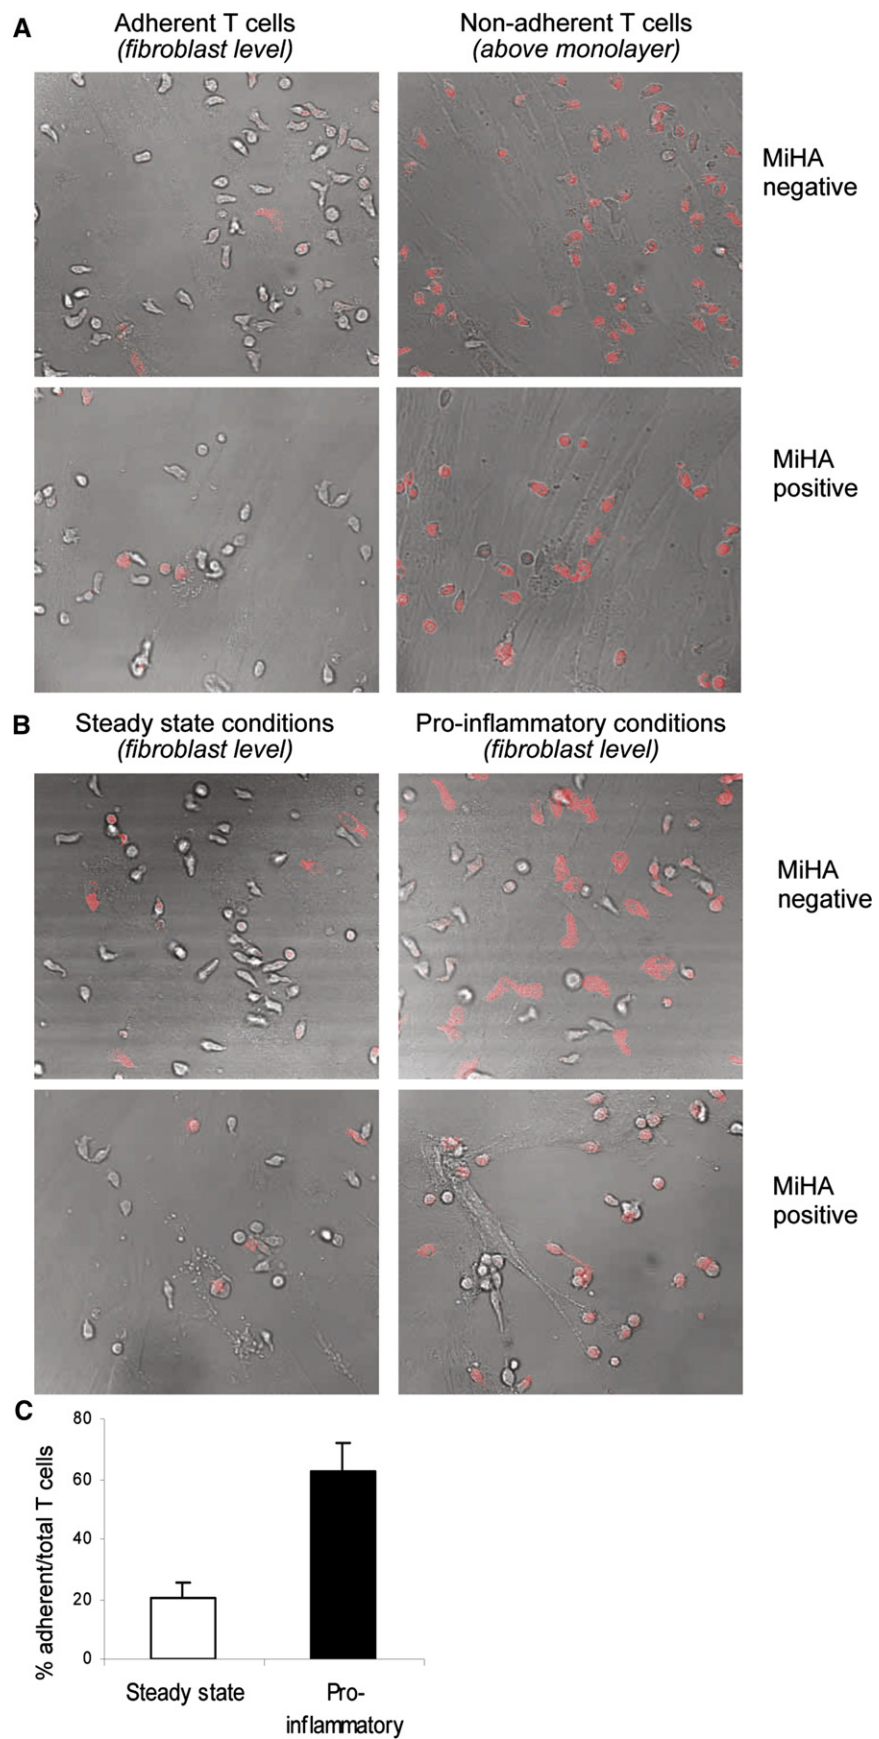 A
Adherent T cells
(fibroblast level)
Non-adherent T cells
(above monolayer)
MiHA
negative
MiHA
positive
B
Steady state conditions
(fibroblast level)
Pro-inflammatory conditions
(fibroblast level)
MiHA
negative
MiHA
positive
C
% adherent/total T cells
80
60
40
20
0
Steady state
Pro-
inflammatory